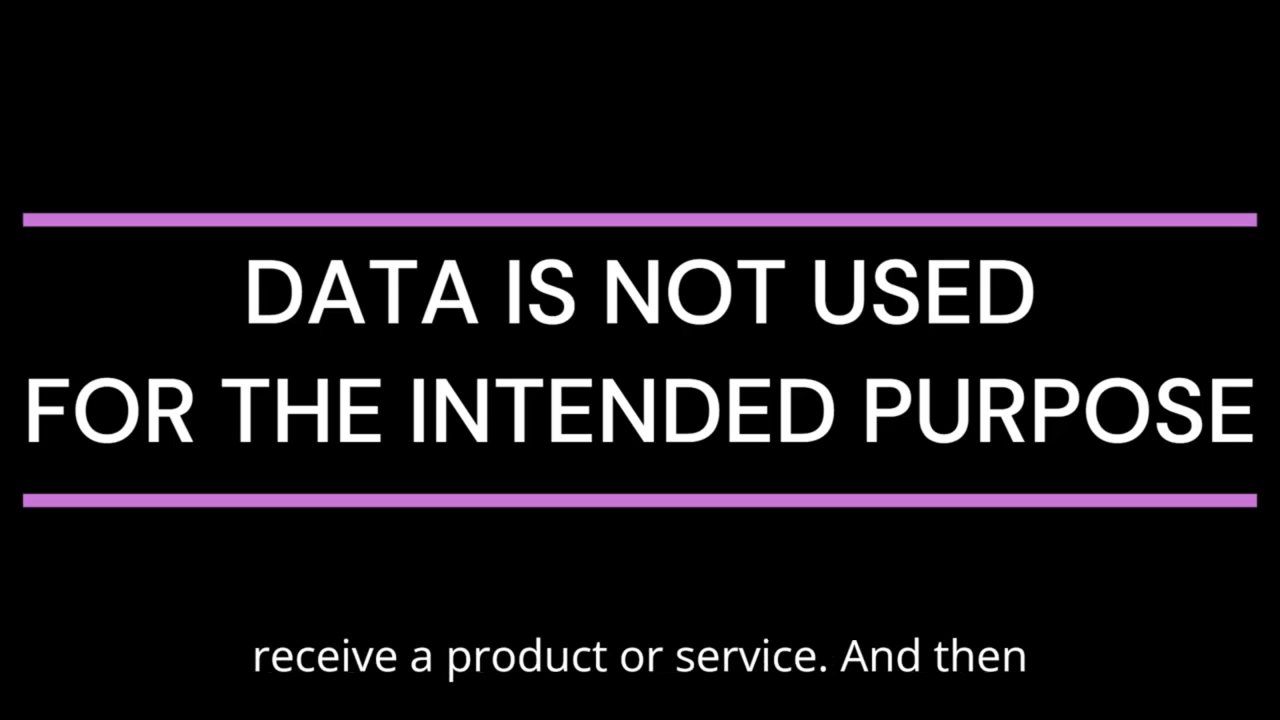 DATA IS NOT USED
FOR THE INTENDED PURPOSE
receive a product or service. And then